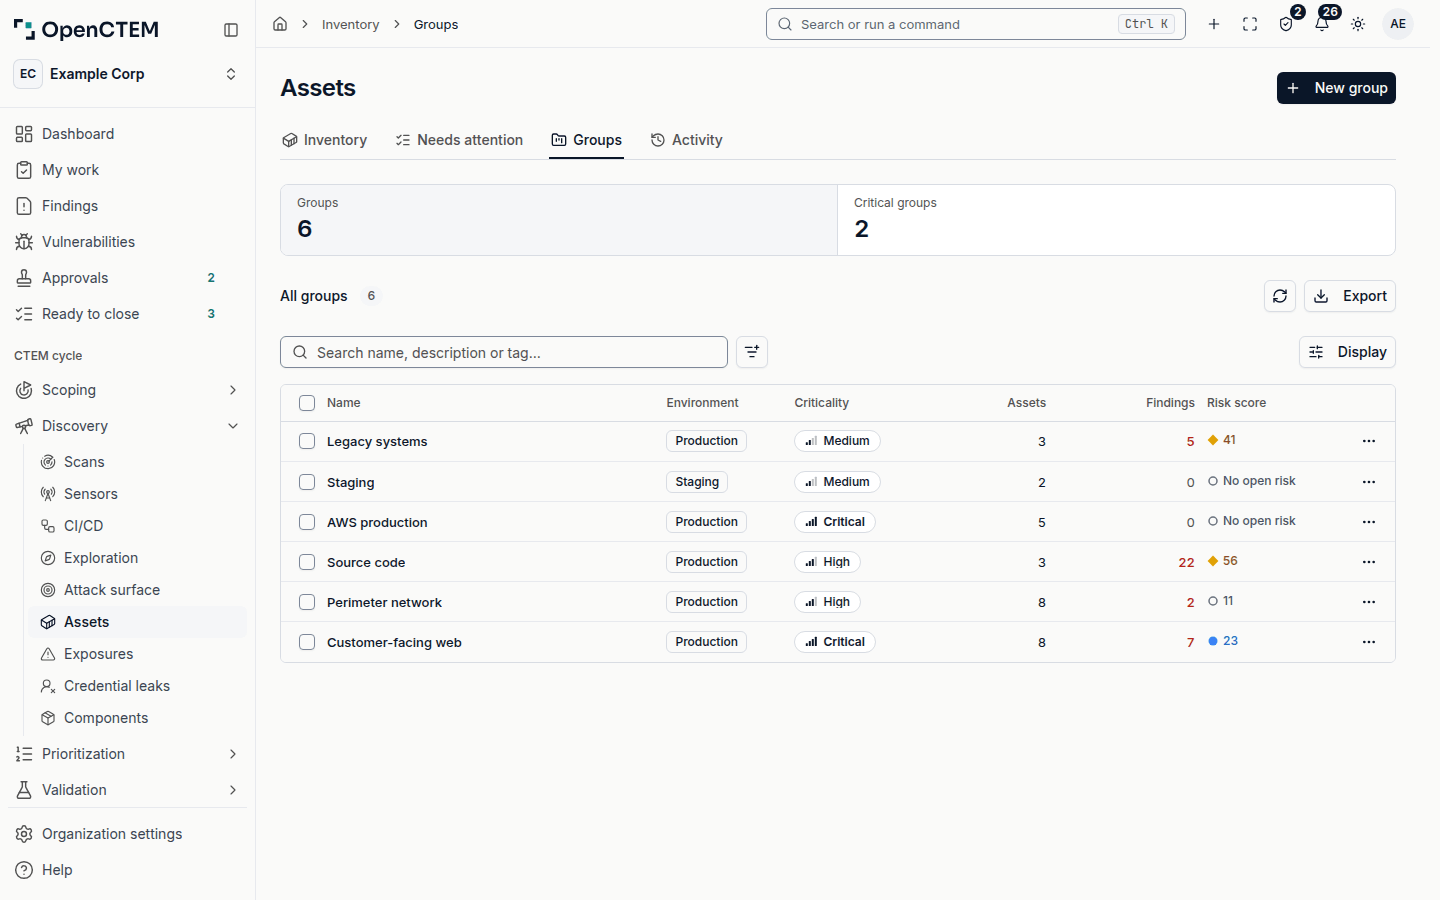 OpenCTEM
EC Example Corp
Dashboard
My work
Findings
Vulnerabilities
Approvals 2
Ready to close 3
CTEM cycle
Scoping
Discovery
Scans
Sensors
CI/CD
Exploration
Attack surface
Assets
Exposures
Credential leaks
Components
Prioritization
Validation
Organization settings
Help
Inventory Groups
Search or run a command Ctrl K
2 26 AE
Assets
New group
Inventory Needs attention Groups Activity
Groups
6
Critical groups
2
All groups 6
Export
Search name, description or tag...
Display
Name Environment Criticality Assets Findings Risk score
Legacy systems Production Medium 3 5 41
Staging Staging Medium 2 0 No open risk
AWS production Production Critical 5 0 No open risk
Source code Production High 3 22 56
Perimeter network Production High 8 2 11
Customer-facing web Production Critical 8 7 23